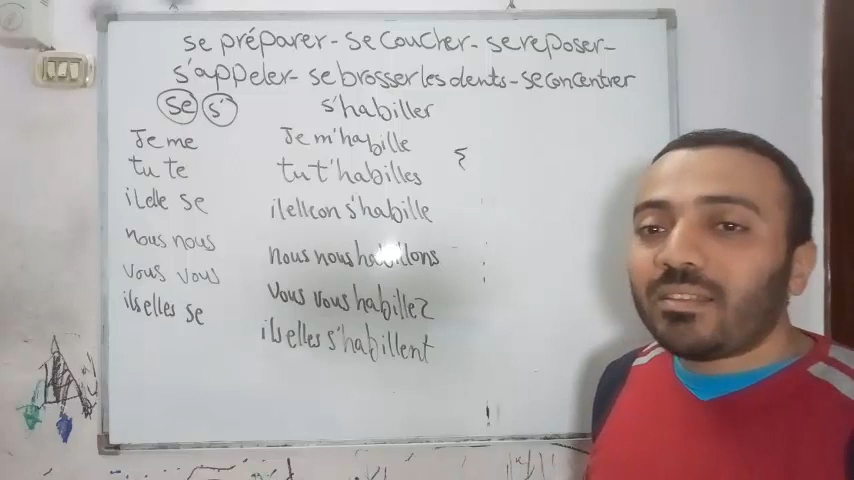 se préparer - se coucher - se reposer -
s'appeler - se brosser les dents - se concentrer
se s' s'habiller
Je me Je m'habille
tu te tu t'habilles
il elle se il ell on s'habille
nous nous nous nous habillons
vous vous vous vous habillez
ils elles se ils elles s'habillent